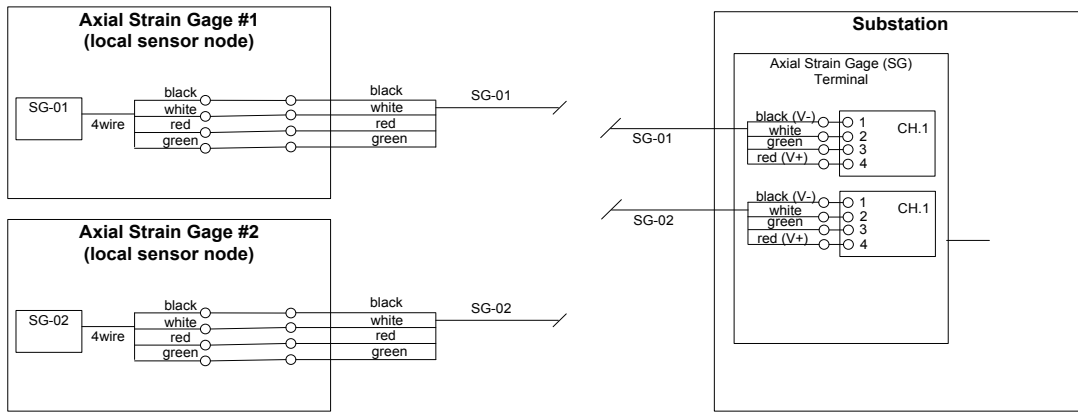 Axial Strain Gage #1
(local sensor node)
SG-01
4wire
black
white
red
green
black
white
red
green
SG-01
Axial Strain Gage #2
(local sensor node)
SG-02
4wire
black
white
red
green
black
white
red
green
SG-02
Substation
Axial Strain Gage (SG)
Terminal
SG-01
black (V-)
white
green
red (V+)
1
2
3
4
CH.1
SG-02
black (V-)
white
green
red (V+)
1
2
3
4
CH.1